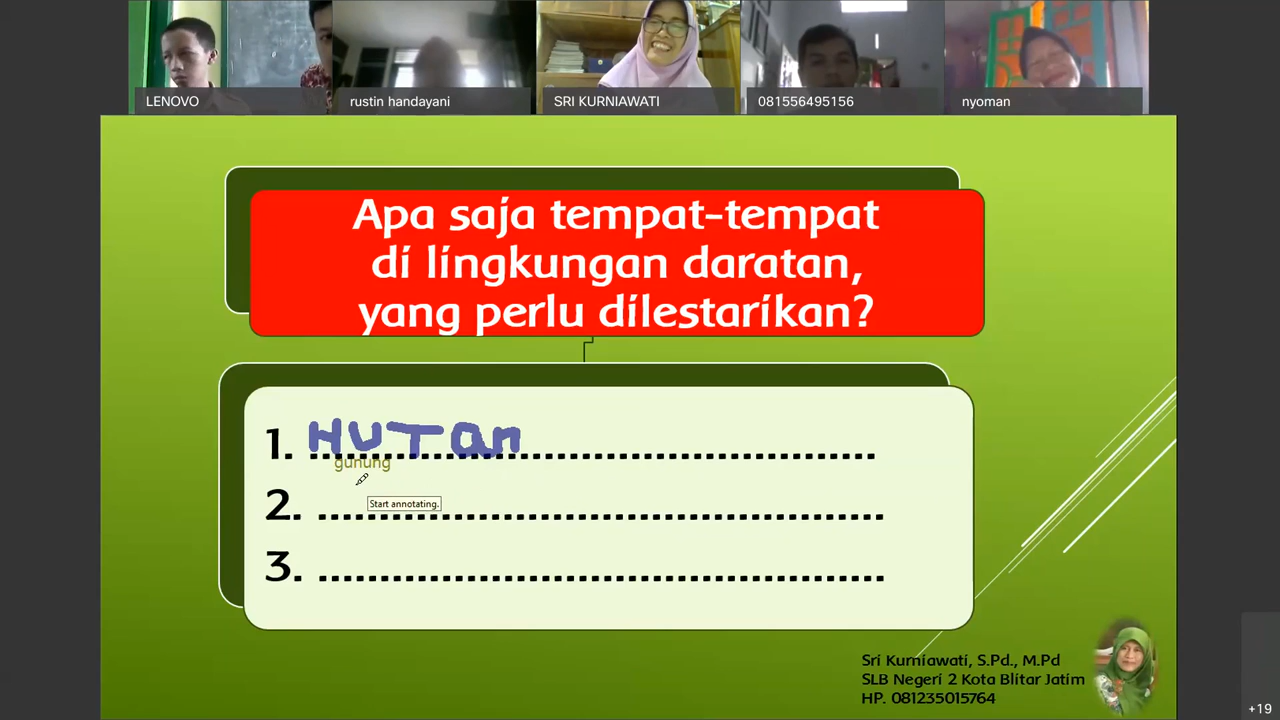 LENOVO
rustin handayani
SRI KURNIAWATI
081556495156
nyoman
Apa saja tempat-tempat
di lingkungan daratan,
yang perlu dilestarikan?
1. HUTan
gunung
Start annotating.
2.
3.
Sri Kurniawati, S.Pd., M.Pd
SLB Negeri 2 Kota Blitar Jatim
HP. 081235015764
+19